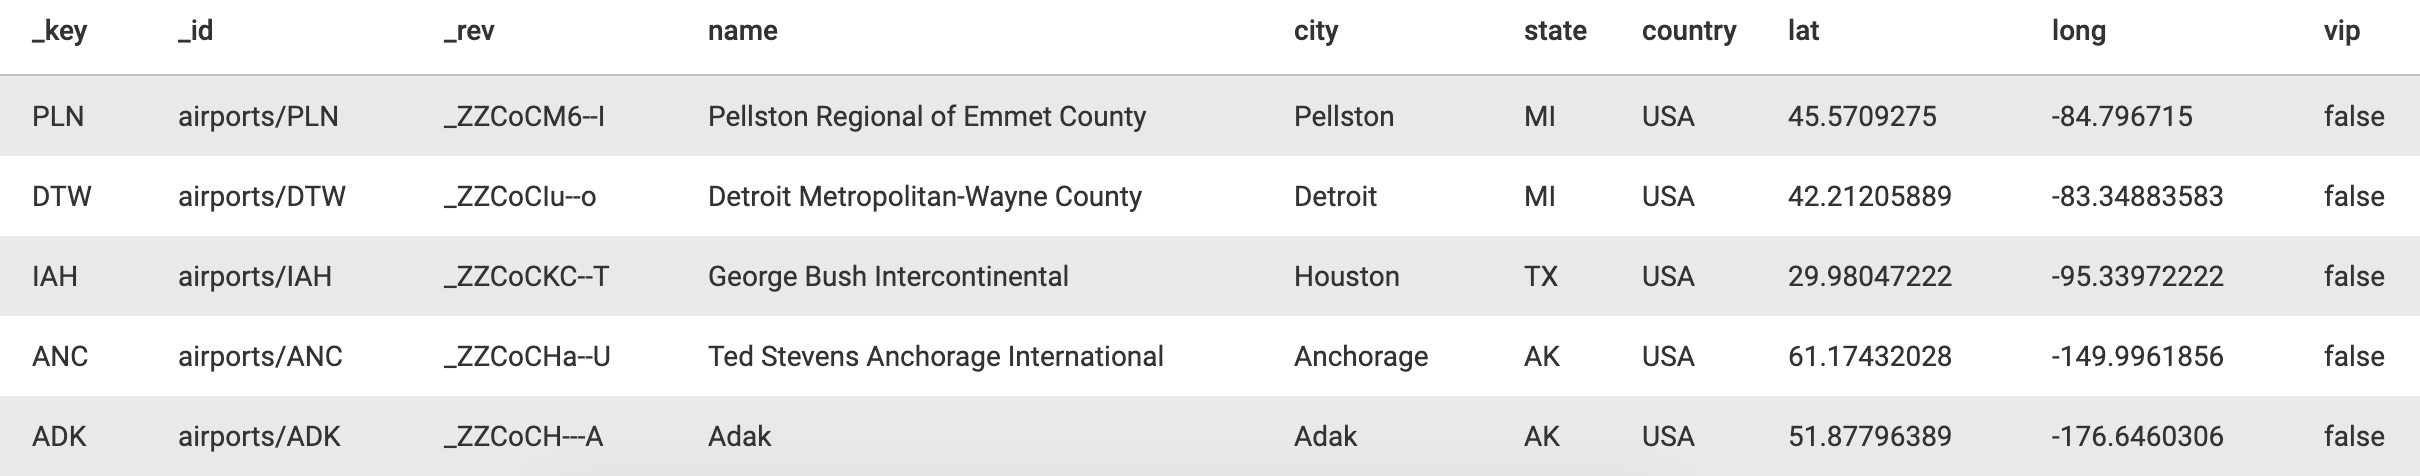 _key _id _rev name city state country lat long vip
PLN airports/PLN _ZZCoCM6--I Pellston Regional of Emmet County Pellston MI USA 45.5709275 -84.796715 false
DTW airports/DTW _ZZCoCIu--o Detroit Metropolitan-Wayne County Detroit MI USA 42.21205889 -83.34883583 false
IAH airports/IAH _ZZCoCKC--T George Bush Intercontinental Houston TX USA 29.98047222 -95.33972222 false
ANC airports/ANC _ZZCoCHa--U Ted Stevens Anchorage International Anchorage AK USA 61.17432028 -149.9961856 false
ADK airports/ADK _ZZCoCH---A Adak Adak AK USA 51.87796389 -176.6460306 false